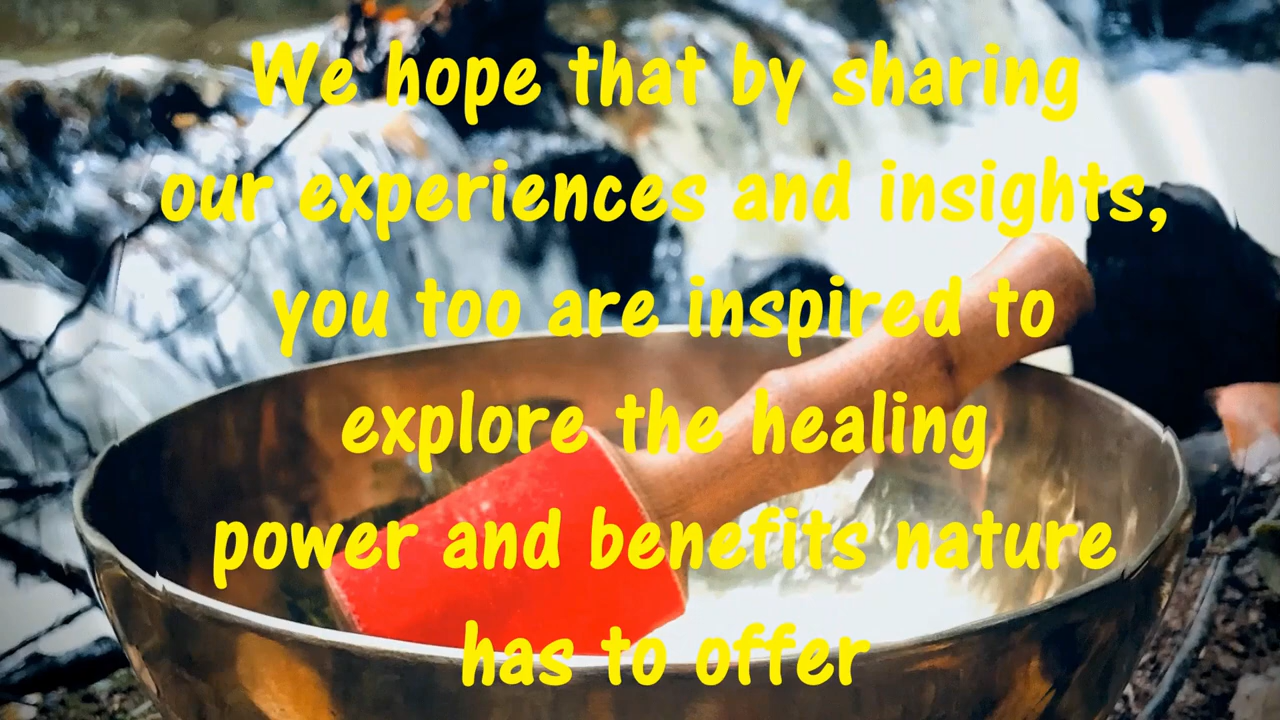 We hope that by sharing
our experiences and insights,
you too are inspired to
explore the healing
power and benefits nature
has to offer